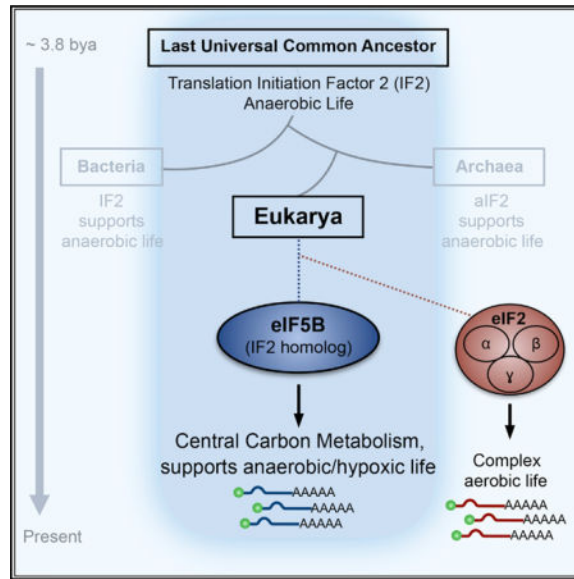 ~ 3.8 bya
Last Universal Common Ancestor
Translation Initiation Factor 2 (IF2)
Anaerobic Life
Bacteria
IF2
supports
anaerobic life
Archaea
aIF2
supports
anaerobic life
Eukarya
eIF5B
(IF2 homolog)
eIF2
α
β
γ
Central Carbon Metabolism,
supports anaerobic/hypoxic life
AAAAA
AAAAA
AAAAA
Complex
aerobic life
AAAAA
AAAAA
AAAAA
Present